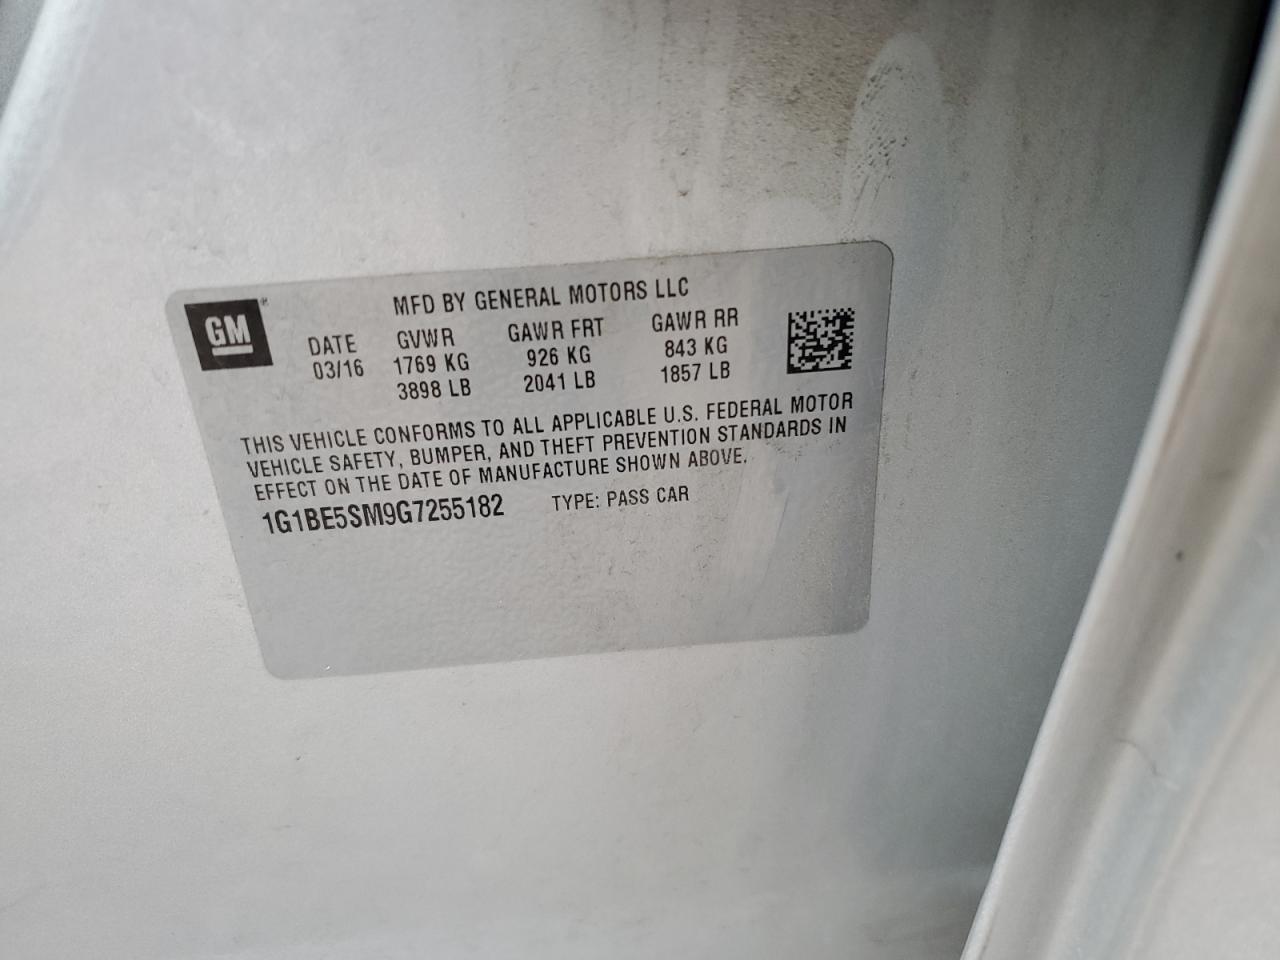 GM
MFD BY GENERAL MOTORS LLC
DATE GVWR GAWR FRT GAWR RR
03/16 1769 KG 926 KG 843 KG
3898 LB 2041 LB 1857 LB
THIS VEHICLE CONFORMS TO ALL APPLICABLE U.S. FEDERAL MOTOR
VEHICLE SAFETY, BUMPER, AND THEFT PREVENTION STANDARDS IN
EFFECT ON THE DATE OF MANUFACTURE SHOWN ABOVE.
1G1BE5SM9G7255182 TYPE: PASS CAR